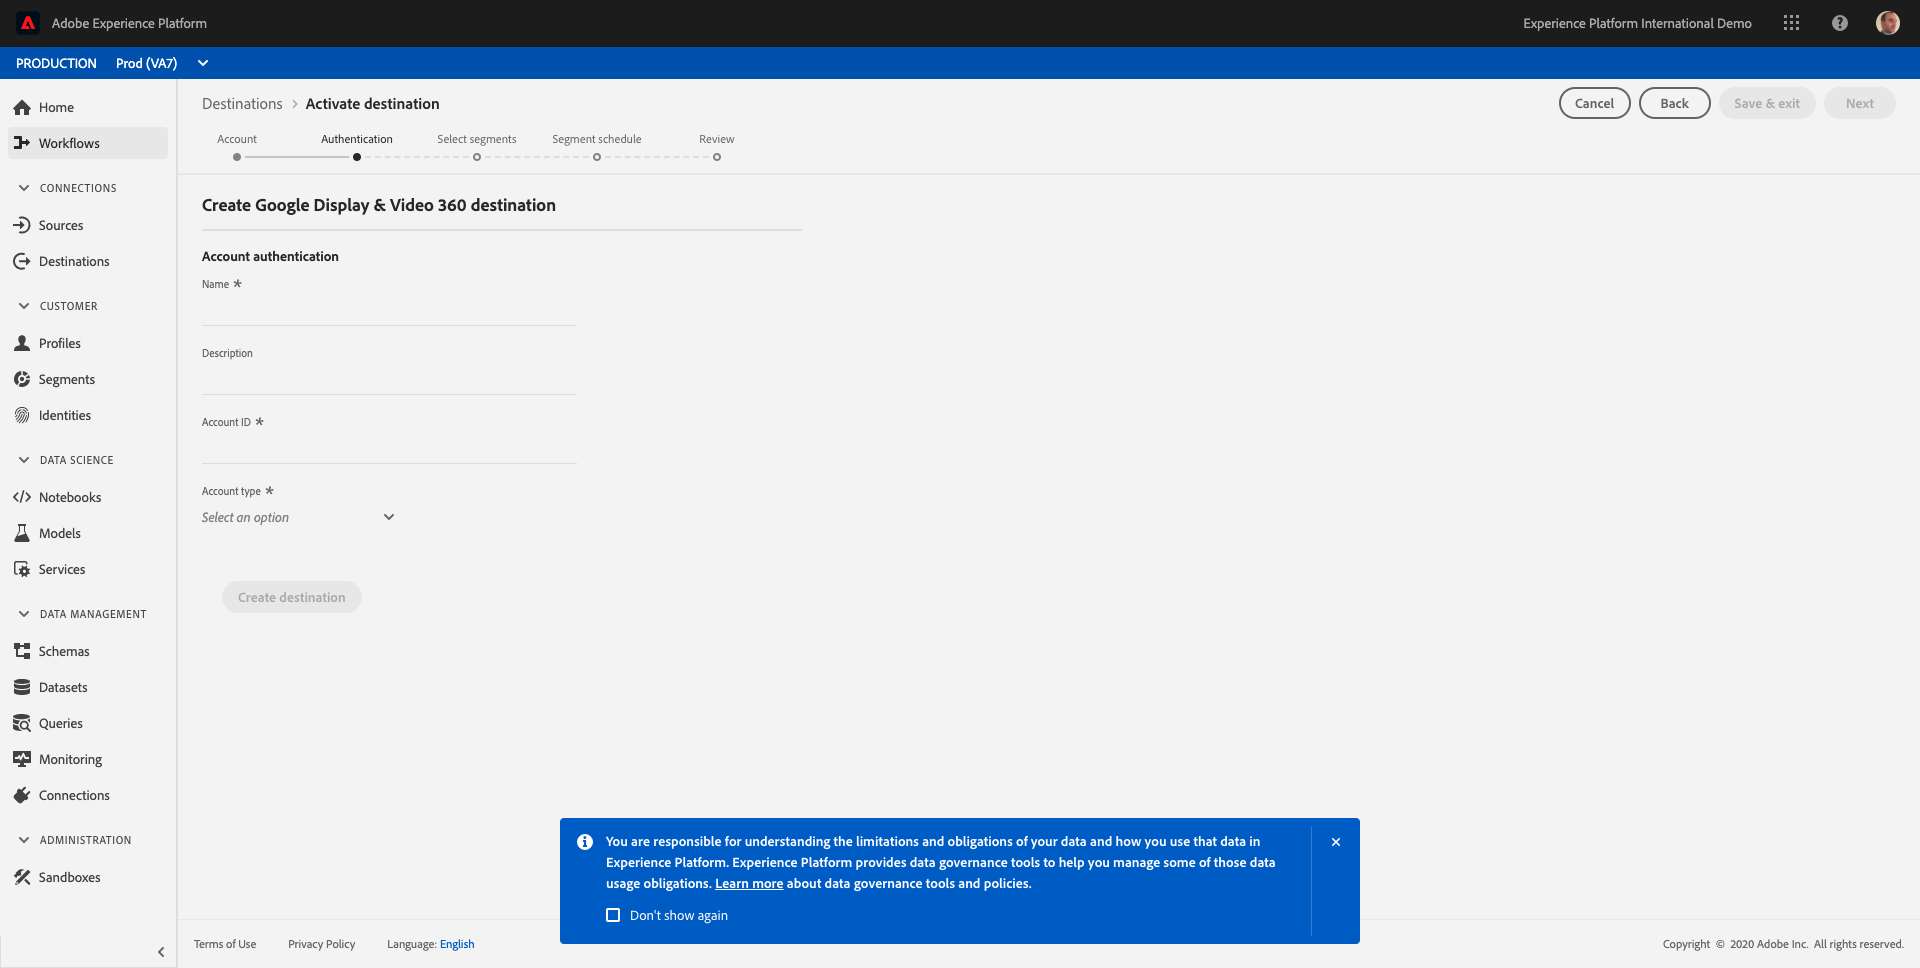 Adobe Experience Platform
Experience Platform International Demo
PRODUCTION Prod (VA7)
Home
Workflows
CONNECTIONS
Sources
Destinations
CUSTOMER
Profiles
Segments
Identities
DATA SCIENCE
Notebooks
Models
Services
DATA MANAGEMENT
Schemas
Datasets
Queries
Monitoring
Connections
ADMINISTRATION
Sandboxes
Destinations > Activate destination
Cancel
Back
Save & exit
Next
Account
Authentication
Select segments
Segment schedule
Review
Create Google Display & Video 360 destination
Account authentication
Name *
Description
Account ID *
Account type *
Select an option
Create destination
You are responsible for understanding the limitations and obligations of your data and how you use that data in
Experience Platform. Experience Platform provides data governance tools to help you manage some of those data
usage obligations. Learn more about data governance tools and policies.
Don't show again
Terms of Use
Privacy Policy
Language: English
Copyright © 2020 Adobe Inc. All rights reserved.